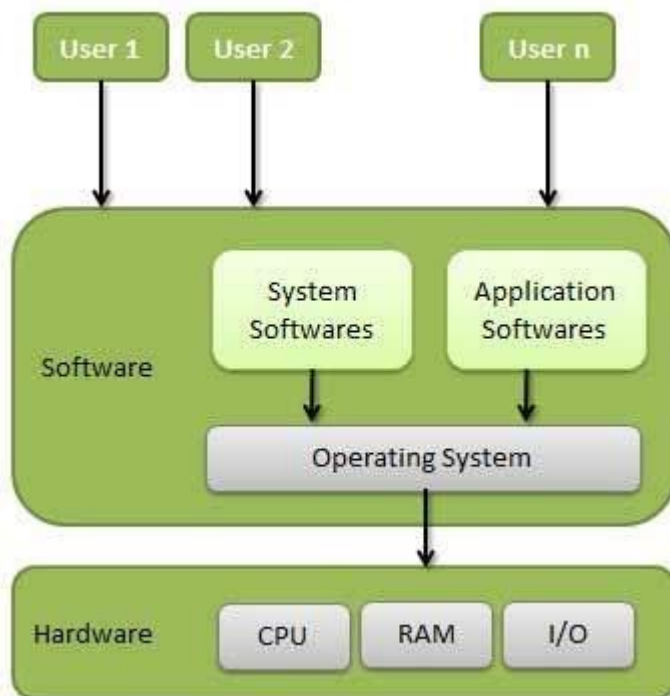 User 1
User 2
User n
System
Softwares
Application
Softwares
Software
Operating System
Hardware
CPU
RAM
I/O